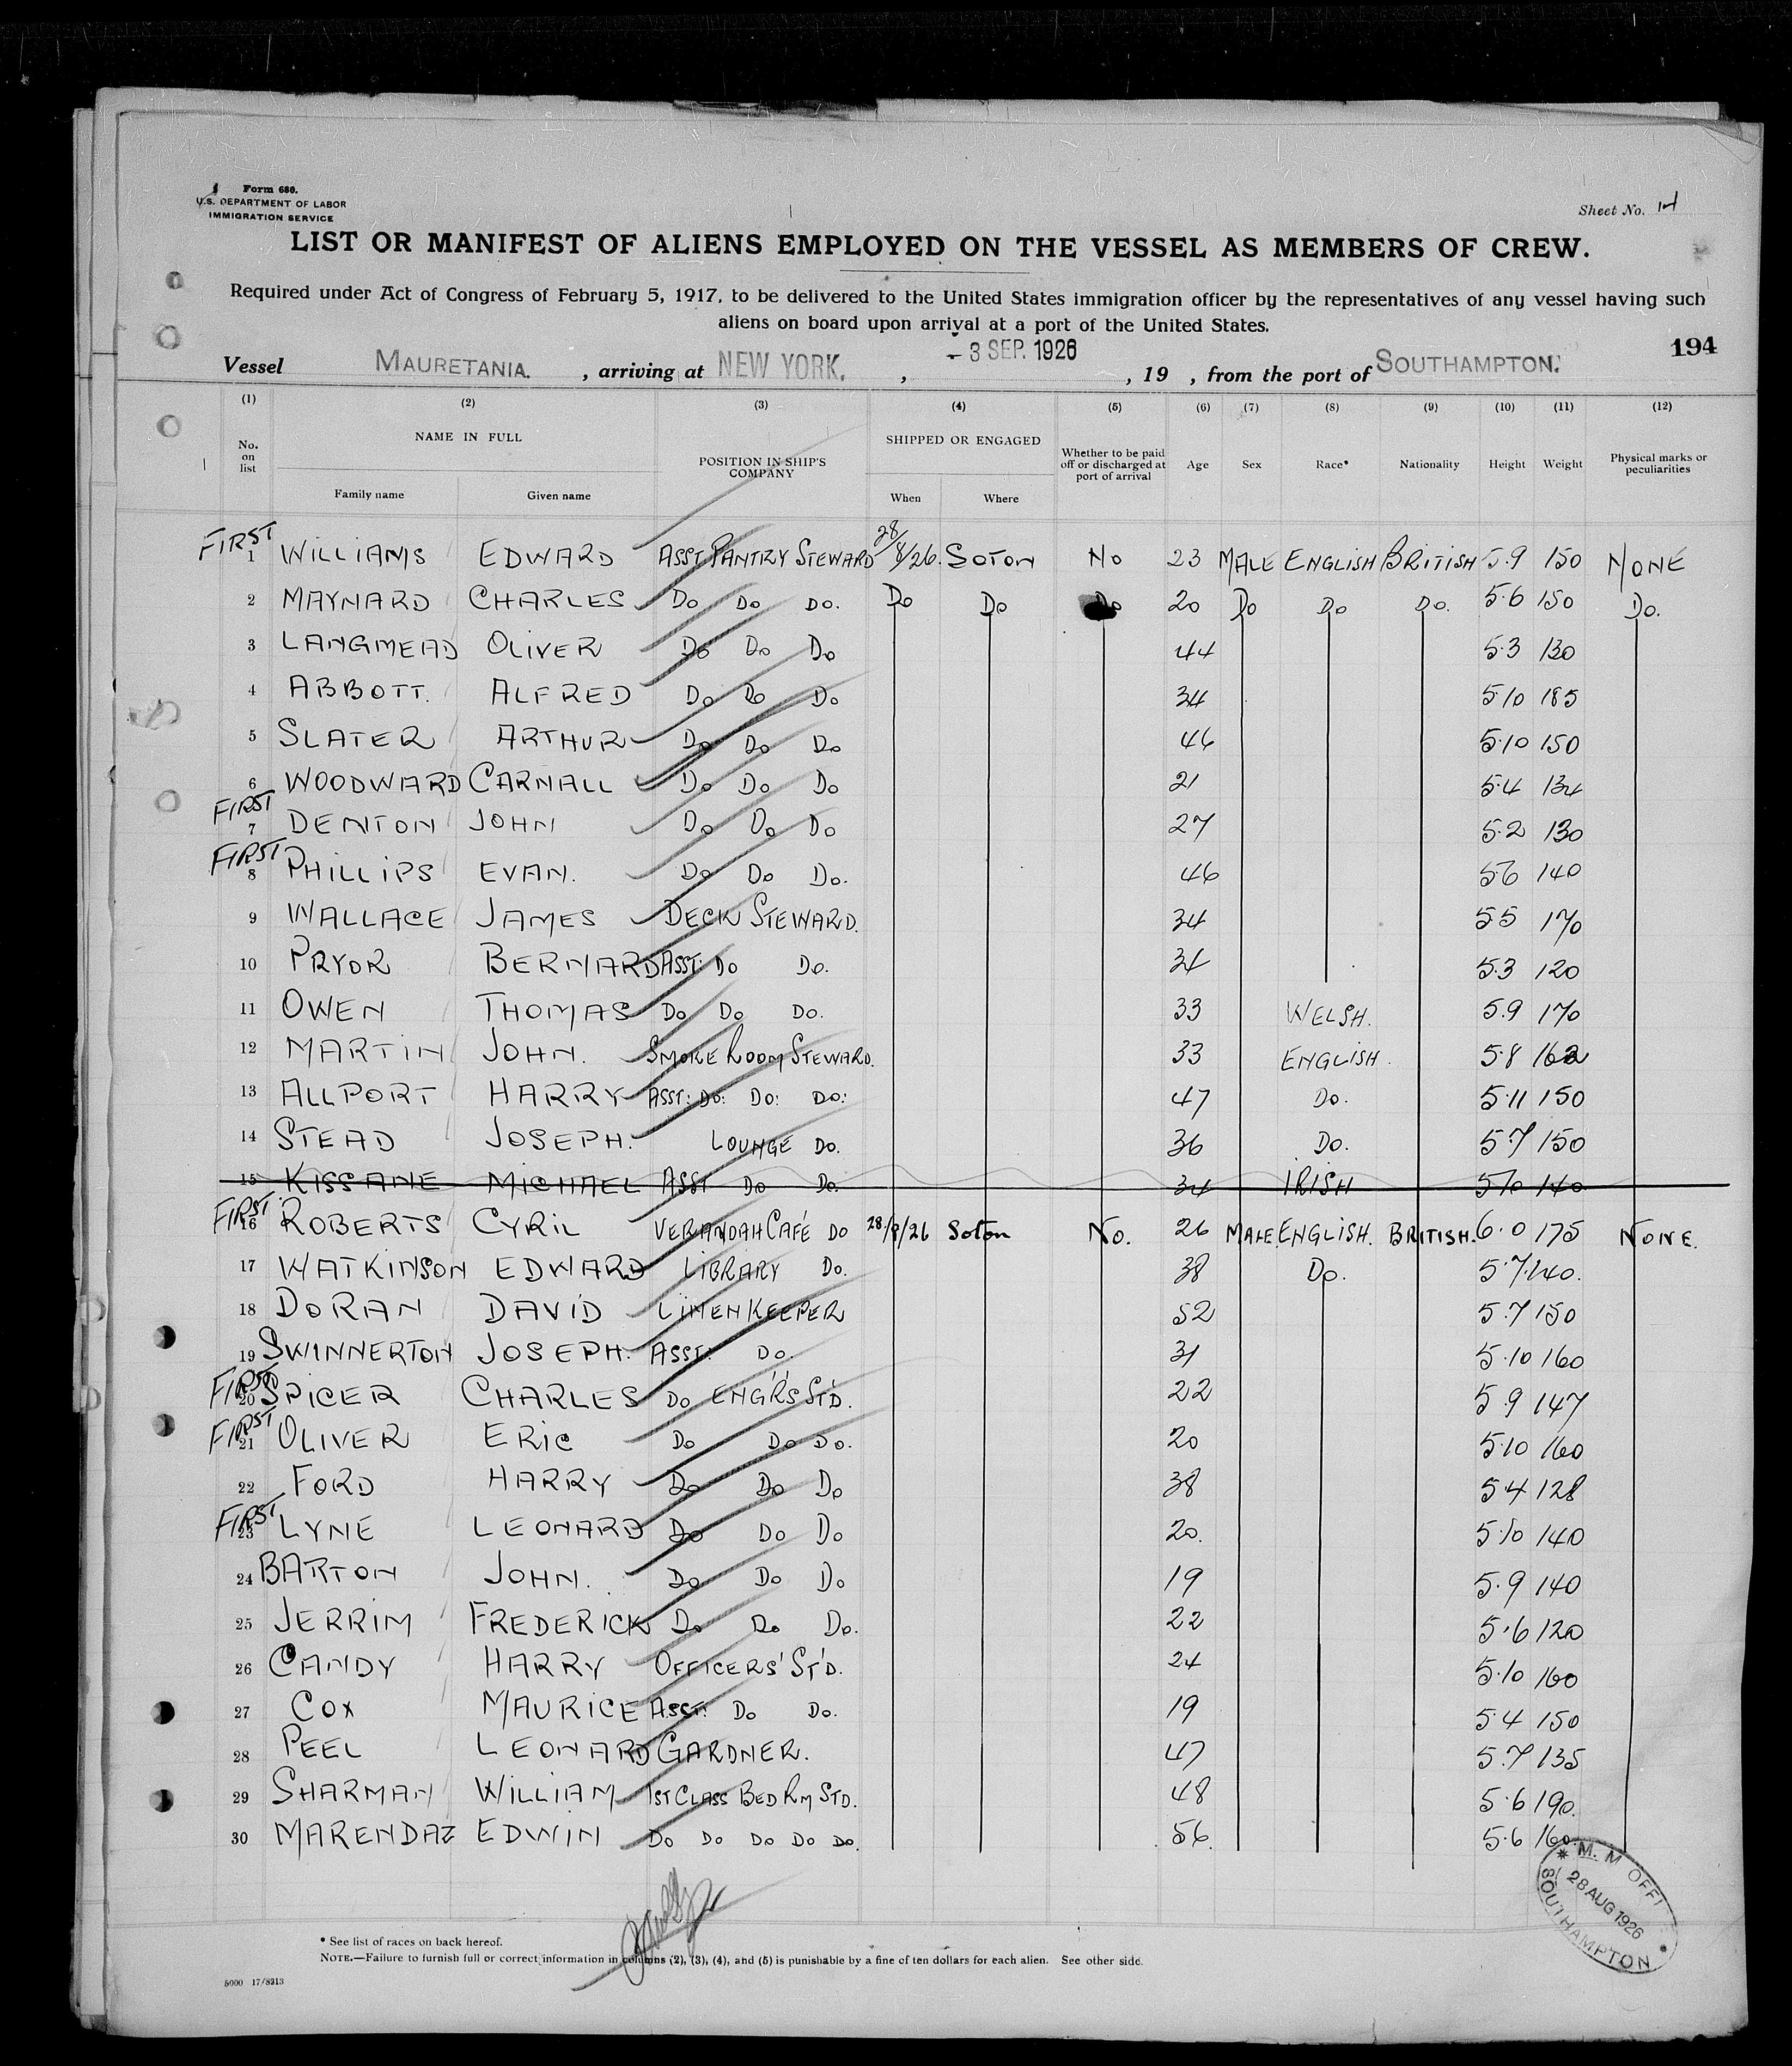 Form 680.
U.S. DEPARTMENT OF LABOR
IMMIGRATION SERVICE
Sheet No. 14
LIST OR MANIFEST OF ALIENS EMPLOYED ON THE VESSEL AS MEMBERS OF CREW.
Required under Act of Congress of February 5, 1917, to be delivered to the United States immigration officer by the representatives of any vessel having such
aliens on board upon arrival at a port of the United States.
194
Vessel MAURETANIA. , arriving at NEW YORK. , - 3 SEP. 1926 , 19 , from the port of SOUTHAMPTON.
(1) (2) (3) (4) (5) (6) (7) (8) (9) (10) (11) (12)
No. on list NAME IN FULL Family name Given name POSITION IN SHIP'S COMPANY SHIPPED OR ENGAGED When Where Whether to be paid off or discharged at port of arrival Age Sex Race* Nationality Height Weight Physical marks or peculiarities
FIRST 1 WILLIAMS EDWARD ASST PANTRY STEWARD 28/8/26. SOTON NO 23 MALE ENGLISH BRITISH 5.9 150 NONE
2 MAYNARD CHARLES DO DO DO. DO DO DO 20 DO DO DO. 5.6 150 DO.
3 LANGMEAD OLIVER DO DO DO 44 5.3 130
4 ABBOTT. ALFRED DO DO DO 34 5.10 185
5 SLATER ARTHUR DO DO DO 46 5.10 150
6 WOODWARD CARNALL DO DO DO 21 5.4 134
FIRST 7 DENTON JOHN DO DO DO 27 5.2 130
FIRST 8 PHILLIPS EVAN. DO DO DO. 46 5.6 140
9 WALLACE JAMES DECK STEWARD. 34 5.5 170
10 PRYOR BERNARD ASST: DO DO. 34 5.3 120
11 OWEN THOMAS DO DO DO. 33 WELSH. 5.9 170
12 MARTIN JOHN. SMOKE ROOM STEWARD. 33 ENGLISH. 5.8 162
13 ALLPORT HARRY ASST: DO: DO: DO: 47 DO. 5.11 150
14 STEAD JOSEPH. LOUNGE DO. 36 DO. 5.7 150
15 KISSANE MICHAEL ASST DO DO. 34 IRISH 5.10 140
FIRST 16 ROBERTS CYRIL VERANDAH CAFÉ DO 28/8/26 Soton No. 26 MALE. ENGLISH. BRITISH. 6.0 175 NONE.
17 WATKINSON EDWARD LIBRARY DO. 38 DO. 5.7 140.
18 DORAN DAVID LINEN KEEPER 52 5.7 150
19 SWINNERTON JOSEPH. ASST: DO. 31 5.10 160
FIRST 20 SPICER CHARLES DO ENG'RS ST'D. 22 5.9 147
FIRST 21 OLIVER ERIC DO DO DO. 20 5.10 160
22 FORD HARRY DO DO DO 38 5.4 128
FIRST 23 LYNE LEONARD DO DO DO 20. 5.10 140
24 BARTON JOHN. DO DO DO 19 5.9 140
25 JERRIM FREDERICK DO DO DO. 22 5.6 120
26 CANDY HARRY OFFICERS' ST'D. 24 5.10 160
27 COX MAURICE ASST: DO DO. 19 5.4 150
28 PEEL LEONARD GARDNER. 47 5.7 135
29 SHARMAN WILLIAM 1ST CLASS BED RM STD. 48 5.6 190.
30 MARENDAZ EDWIN DO DO DO DO DO. 56. 5.6 160.
M. M OFFI
28 AUG 1926
SOUTHAMPTON
* See list of races on back hereof.
NOTE.—Failure to furnish full or correct information in columns (2), (3), (4), and (5) is punishable by a fine of ten dollars for each alien. See other side.
5000 17/8213